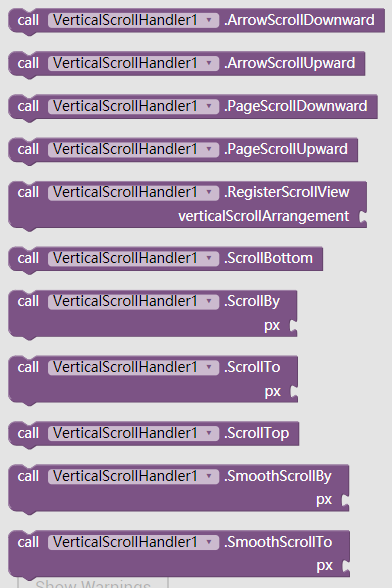 call VerticalScrollHandler1 .ArrowScrollDownward
call VerticalScrollHandler1 .ArrowScrollUpward
call VerticalScrollHandler1 .PageScrollDownward
call VerticalScrollHandler1 .PageScrollUpward
call VerticalScrollHandler1 .RegisterScrollView
verticalScrollArrangement
call VerticalScrollHandler1 .ScrollBottom
call VerticalScrollHandler1 .ScrollBy
px
call VerticalScrollHandler1 .ScrollTo
px
call VerticalScrollHandler1 .ScrollTop
call VerticalScrollHandler1 .SmoothScrollBy
px
call VerticalScrollHandler1 .SmoothScrollTo
px
Show Warnings